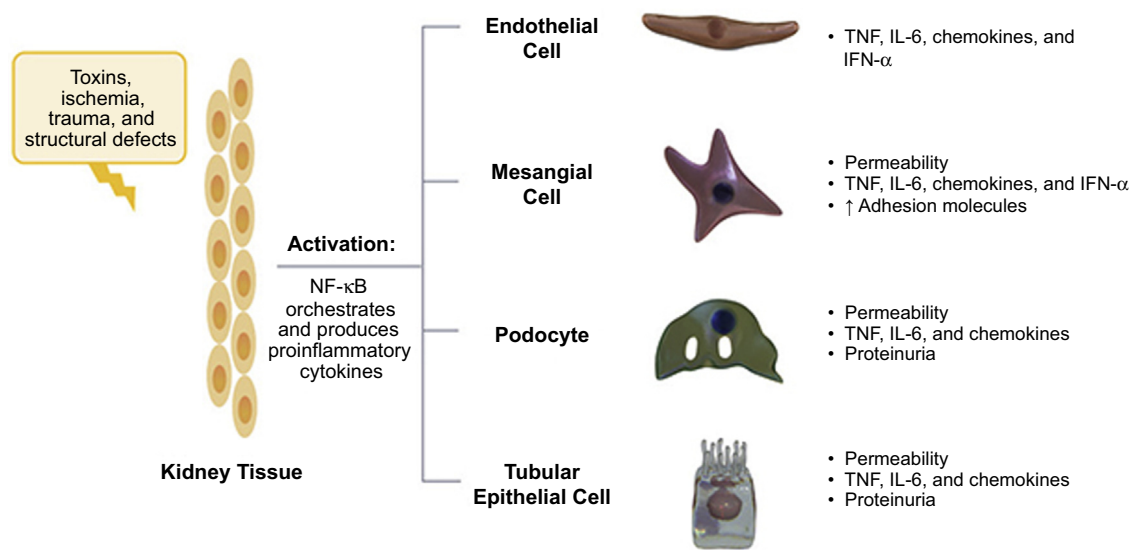 Toxins,
ischemia,
trauma, and
structural defects
Kidney Tissue
Activation:
NF-κB
orchestrates
and produces
proinflammatory
cytokines
Endothelial
Cell
• TNF, IL-6, chemokines, and
IFN-α
Mesangial
Cell
• Permeability
• TNF, IL-6, chemokines, and IFN-α
• ↑ Adhesion molecules
Podocyte
• Permeability
• TNF, IL-6, and chemokines
• Proteinuria
Tubular
Epithelial Cell
• Permeability
• TNF, IL-6, and chemokines
• Proteinuria